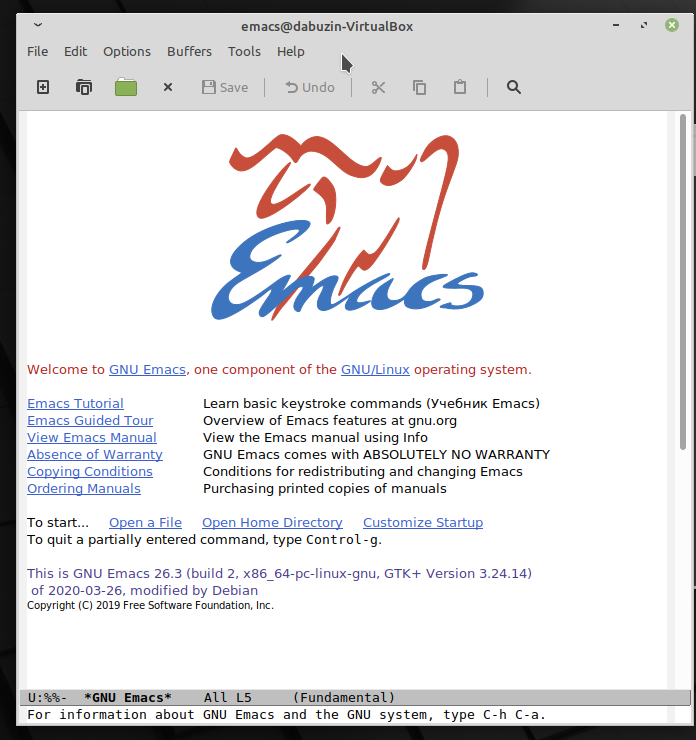 emacs@dabuzin-VirtualBox
File Edit Options Buffers Tools Help
Save Undo
Emacs
Welcome to GNU Emacs, one component of the GNU/Linux operating system.
Emacs Tutorial Learn basic keystroke commands (Учебник Emacs)
Emacs Guided Tour Overview of Emacs features at gnu.org
View Emacs Manual View the Emacs manual using Info
Absence of Warranty GNU Emacs comes with ABSOLUTELY NO WARRANTY
Copying Conditions Conditions for redistributing and changing Emacs
Ordering Manuals Purchasing printed copies of manuals
To start... Open a File Open Home Directory Customize Startup
To quit a partially entered command, type Control-g.
This is GNU Emacs 26.3 (build 2, x86_64-pc-linux-gnu, GTK+ Version 3.24.14)
of 2020-03-26, modified by Debian
Copyright (C) 2019 Free Software Foundation, Inc.
U:%%- *GNU Emacs* All L5 (Fundamental)
For information about GNU Emacs and the GNU system, type C-h C-a.